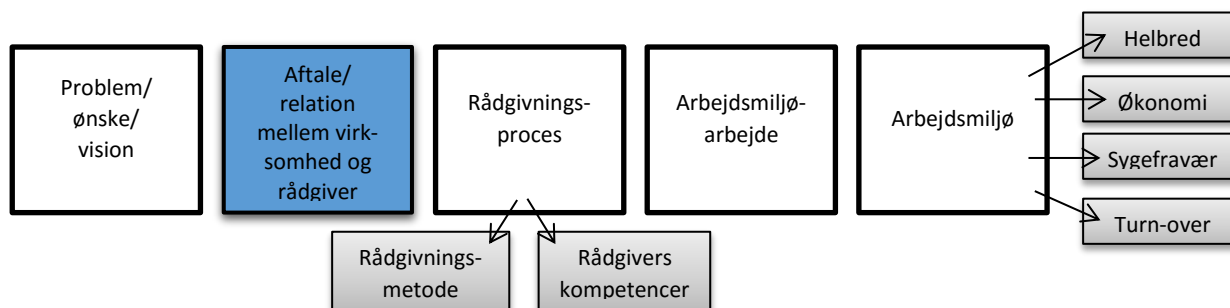 Problem/
ønske/
vision
Aftale/
relation
mellem virk-
somhed og
rådgiver
Rådgivnings-
proces
Arbejdsmiljø-
arbejde
Arbejdsmiljø
Helbred
Økonomi
Sygefravær
Turn-over
Rådgivnings-
metode
Rådgivers
kompetencer